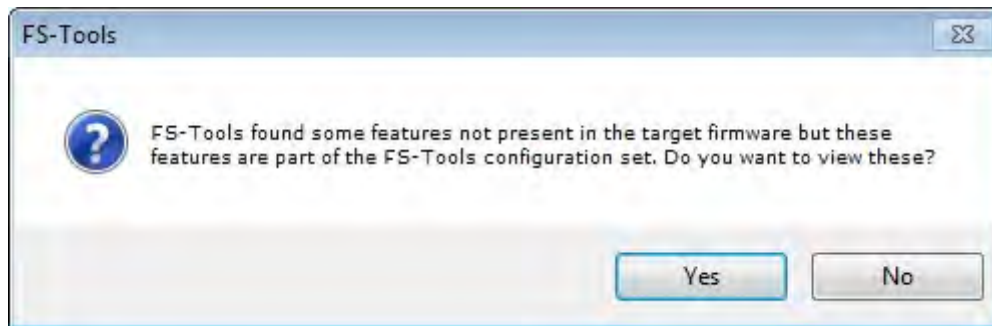 FS-Tools
FS-Tools found some features not present in the target firmware but these
features are part of the FS-Tools configuration set. Do you want to view these?
Yes
No